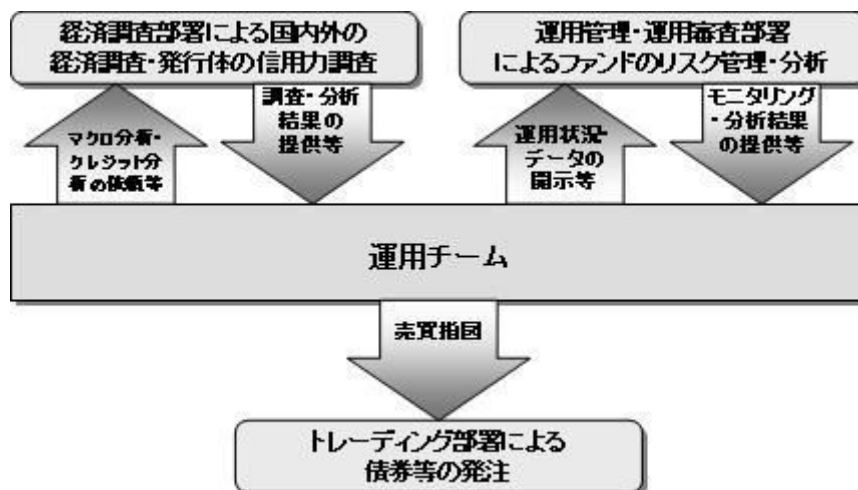 経済調査部署による国内外の
経済調査・発行体の信用力調査
運用管理・運用審査部署
によるファンドのリスク管理・分析
マクロ分析・
クレジット分
析の依頼等
調査・分析
結果の
提供等
運用状況・
データの
開示等
モニタリング
・分析結果
の提供等
運用チーム
売買指図
トレーディング部署による
債券等の発注